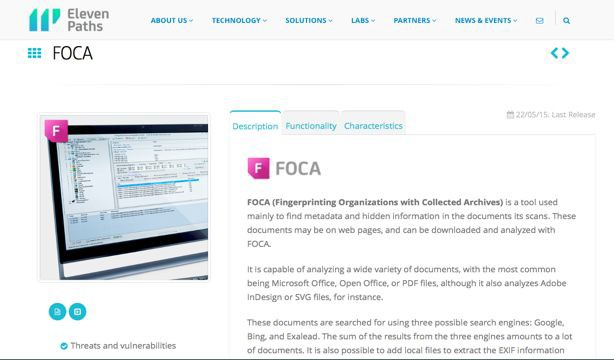 Eleven
Paths
ABOUT US TECHNOLOGY SOLUTIONS LABS PARTNERS NEWS & EVENTS
FOCA
22/05/15. Last Release
Description Functionality Characteristics
F
F FOCA
FOCA (Fingerprinting Organizations with Collected Archives) is a tool used
mainly to find metadata and hidden information in the documents its scans. These
documents may be on web pages, and can be downloaded and analyzed with
FOCA.
It is capable of analyzing a wide variety of documents, with the most common
being Microsoft Office, Open Office, or PDF files, although it also analyzes Adobe
InDesign or SVG files, for instance.
These documents are searched for using three possible search engines: Google,
Bing, and Exalead. The sum of the results from the three engines amounts to a lot
of documents. It is also possible to add local files to extract the EXIF information
Threats and vulnerabilities